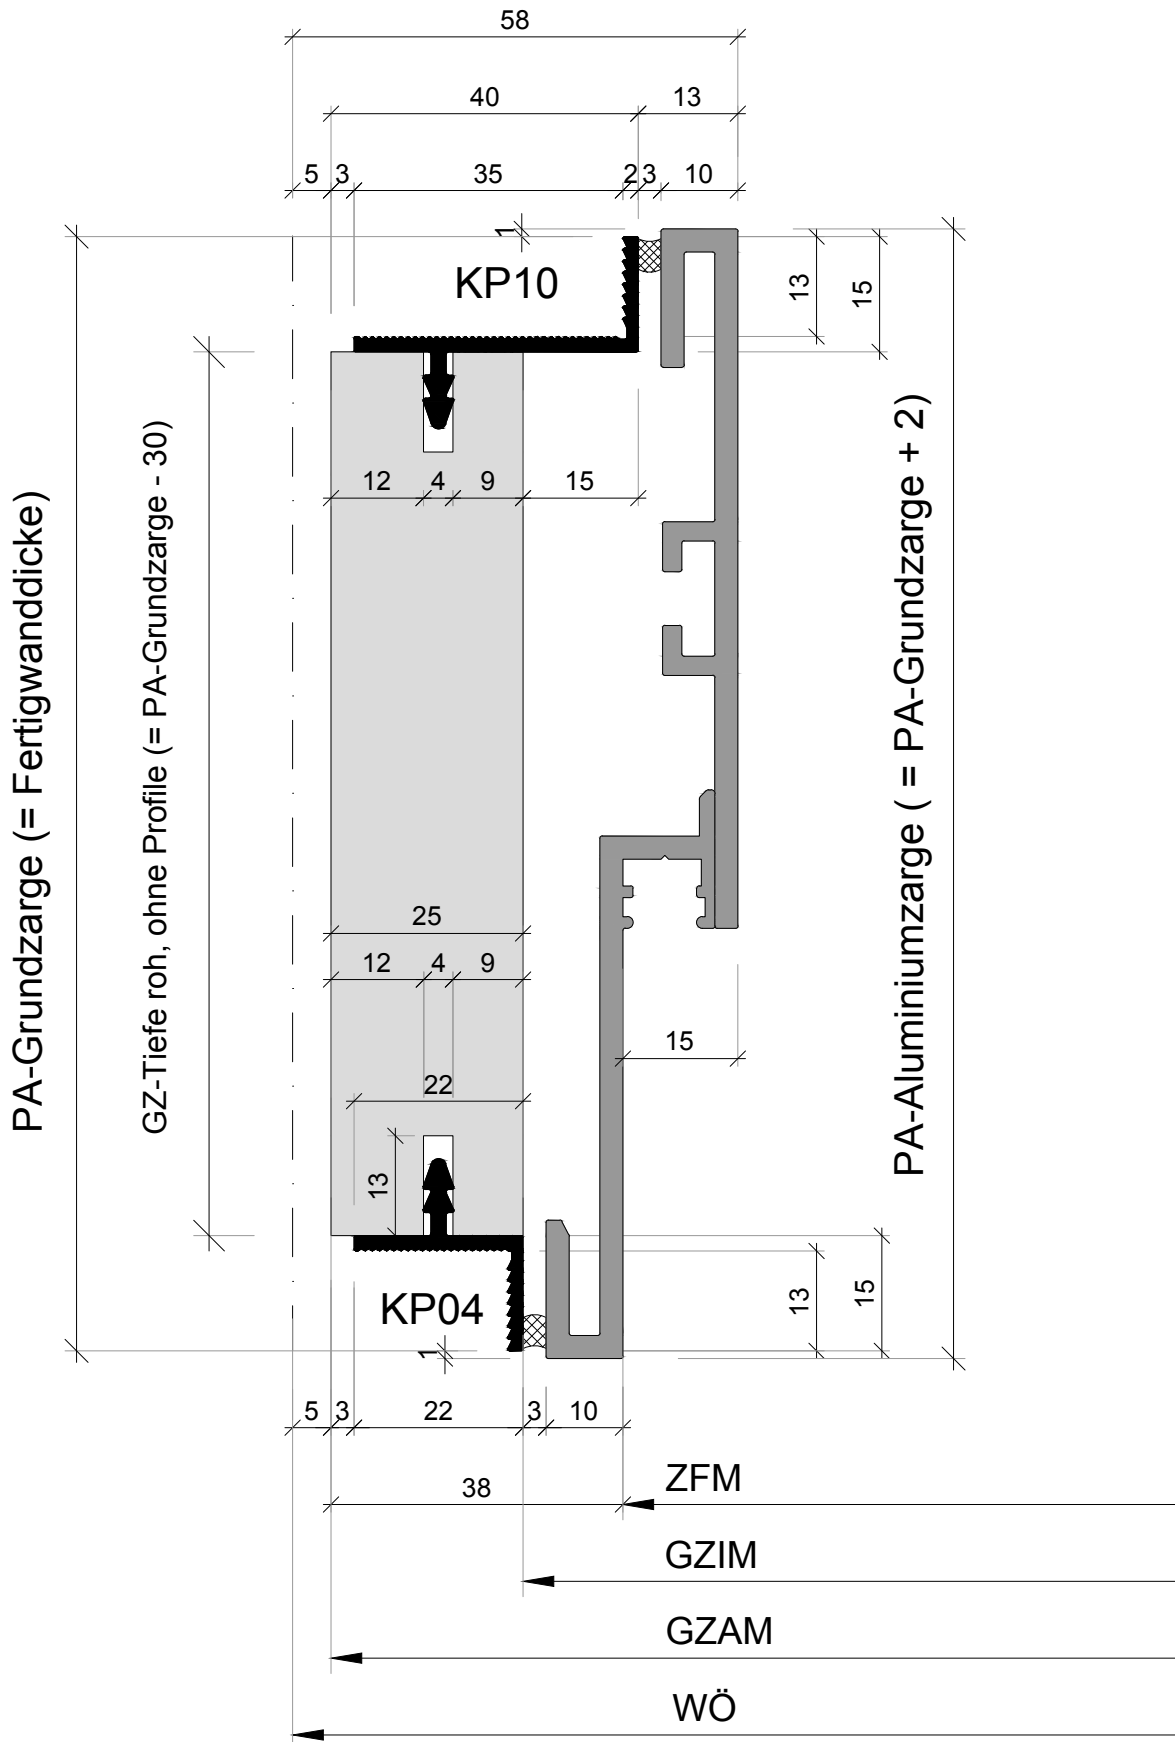 58
40 13
5 3 35 2 3 10
1
KP10
13
15
12 4 9 15
PA-Grundzarge (= Fertigwanddicke)
GZ-Tiefe roh, ohne Profile (= PA-Grundzarge - 30)
PA-Aluminiumzarge ( = PA-Grundzarge + 2)
25
12 4 9
15
22
13
KP04
13
15
1
5 3 22 3 10
38
ZFM
GZIM
GZAM
WÖ